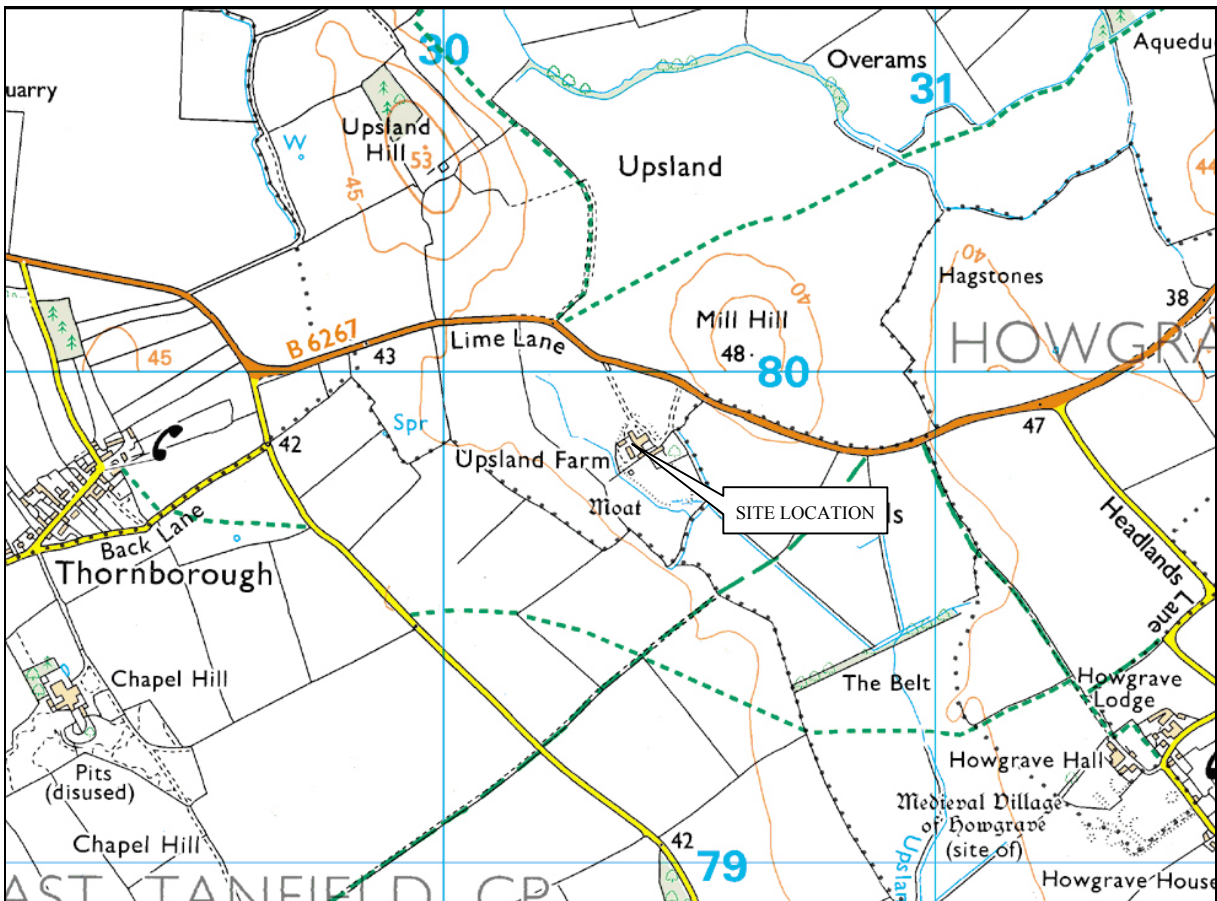 30
Overams
Aquedu
31
uarry
Upsland
Hill
53
W
45
Upsland
44
40
Hagstones
40
38
Mill Hill
48
HOWGRA
B 6267
43
Lime Lane
45
80
47
Spr
42
Upsland Farm
Moat
SITE LOCATION
ls
Headlands Lane
Back Lane
Thornborough
Chapel Hill
The Belt
Howgrave
Lodge
Howgrave Hall
Pits
(disused)
Medieval Village
of Howgrave
(site of)
Chapel Hill
42
79
Upslan
Howgrave House
AST TANFIELD CP